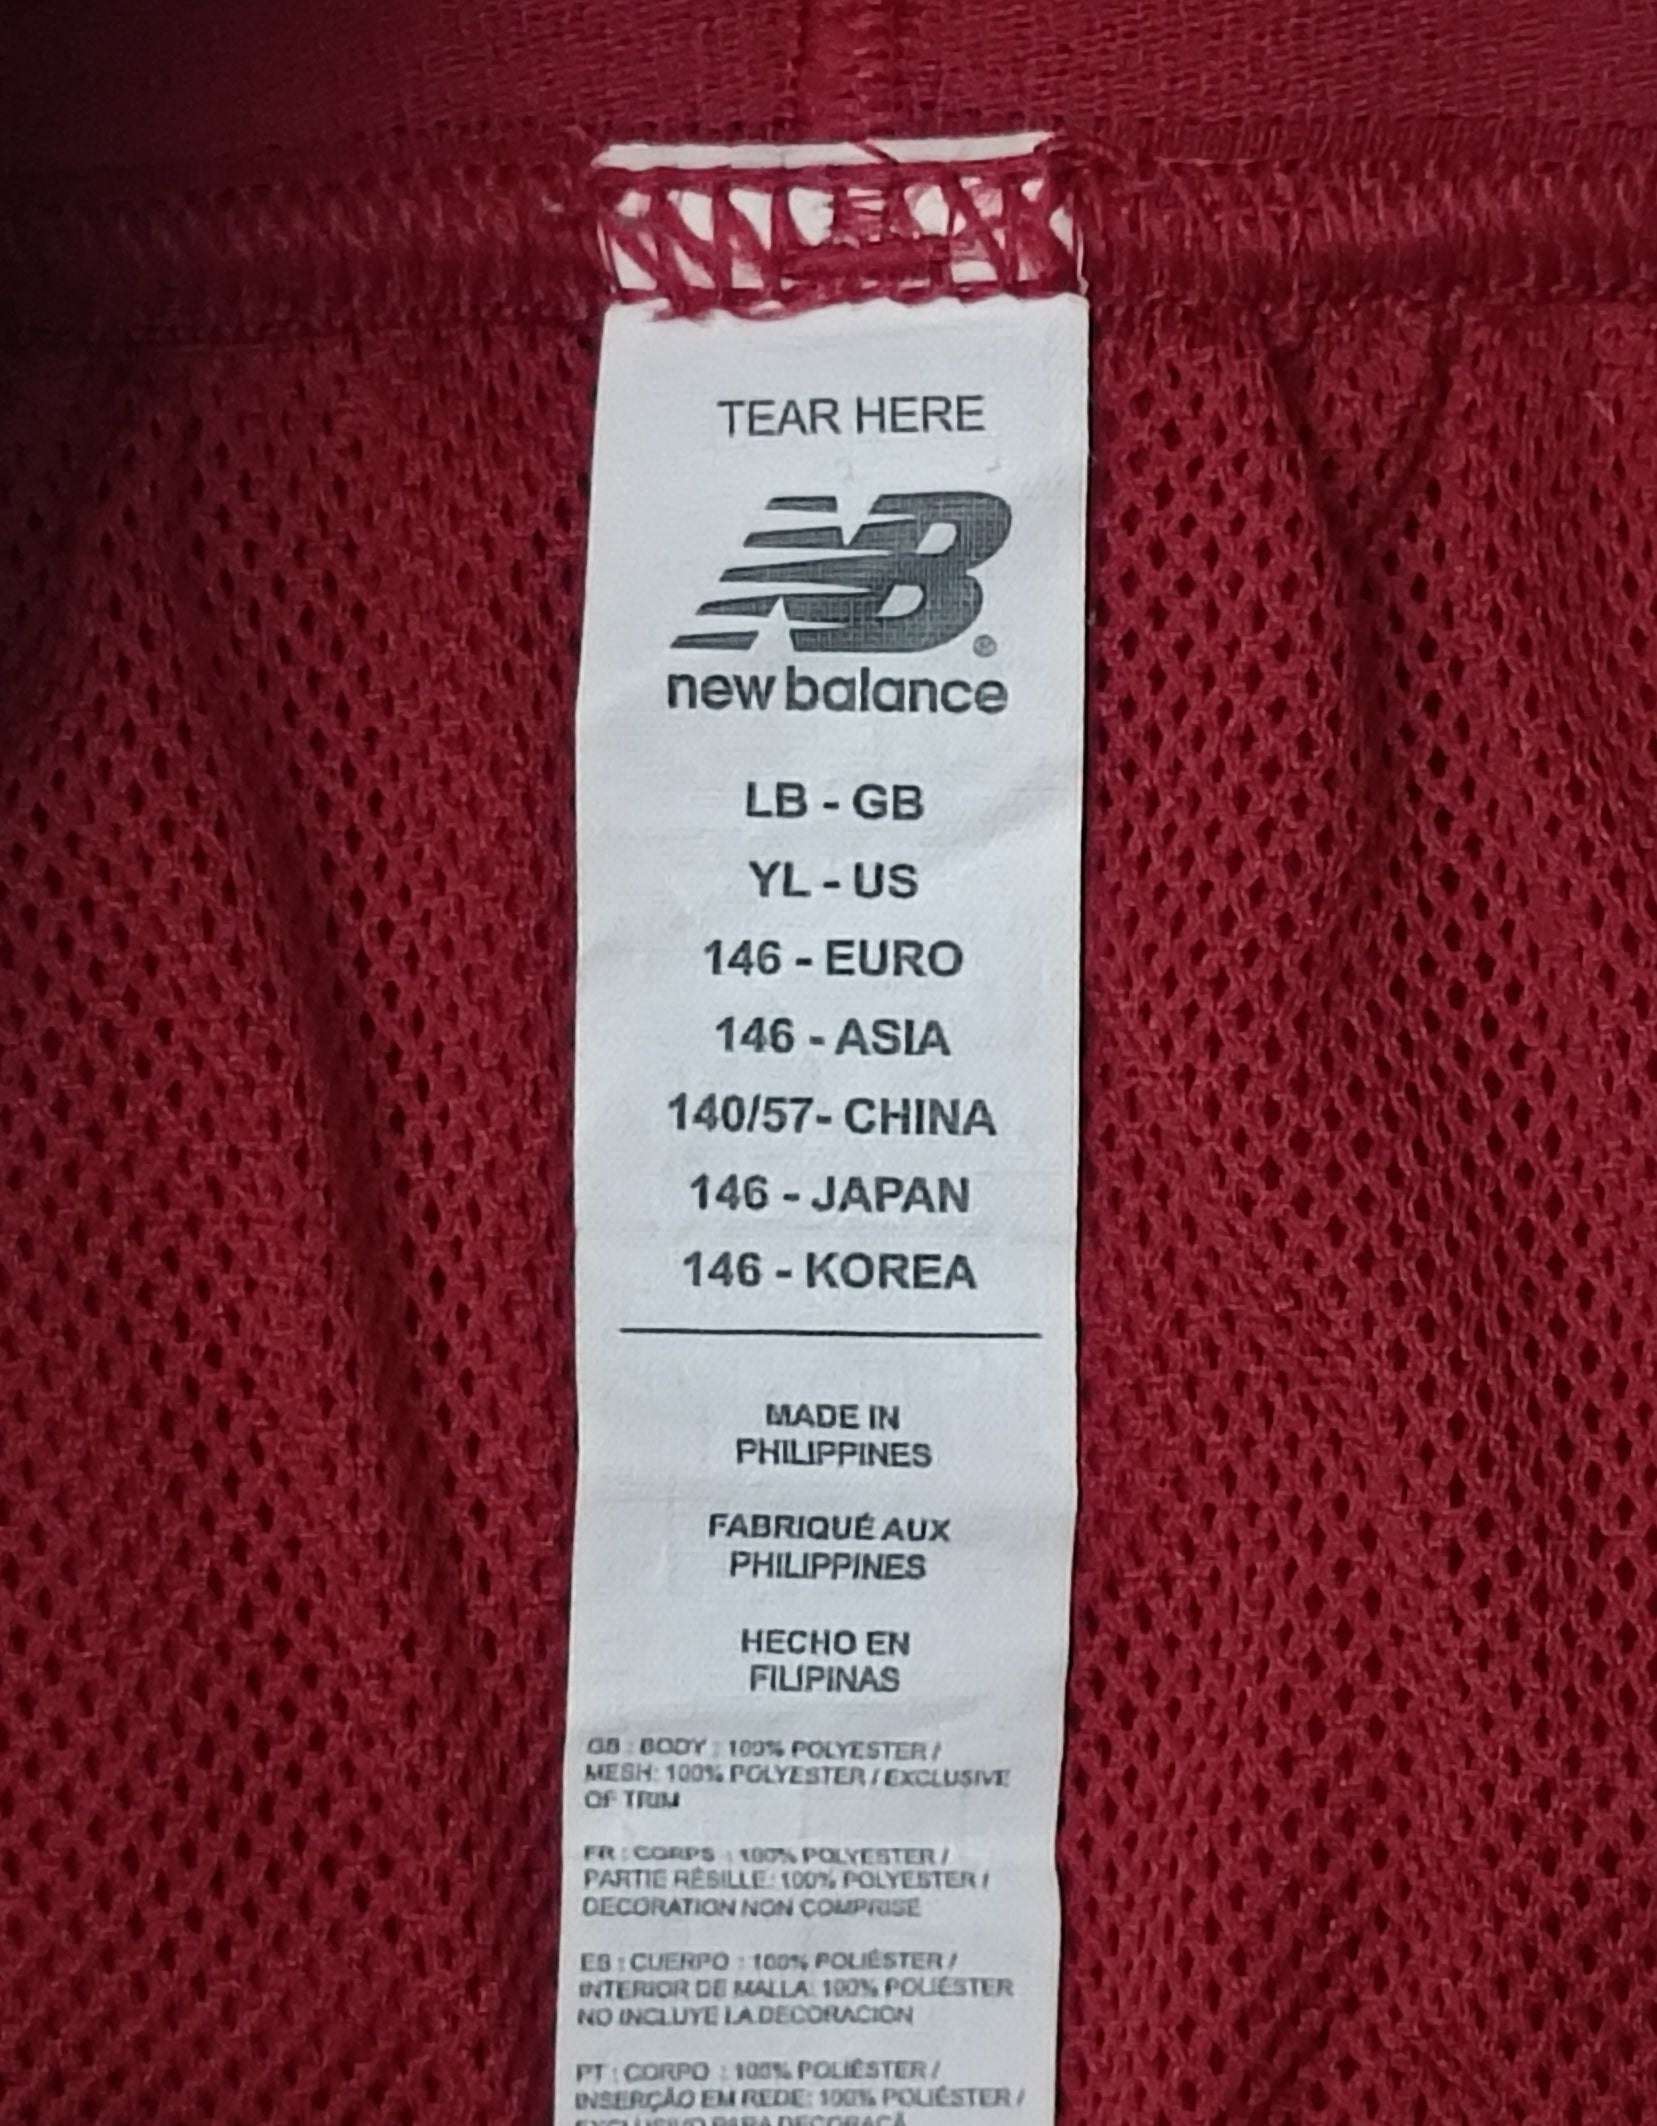 TEAR HERE
NB®
new balance
LB - GB
YL - US
146 - EURO
146 - ASIA
140/57- CHINA
146 - JAPAN
146 - KOREA
MADE IN
PHILIPPINES
FABRIQUÉ AUX
PHILIPPINES
HECHO EN
FILIPINAS
GB : BODY : 100% POLYESTER /
MESH: 100% POLYESTER / EXCLUSIVE
OF TRIM
FR : CORPS : 100% POLYESTER /
PARTIE RÉSILLE: 100% POLYESTER /
DECORATION NON COMPRISE
ES : CUERPO : 100% POLIÉSTER /
INTERIOR DE MALLA: 100% POLIÉSTER
NO INCLUYE LA DECORACION
PT : CORPO : 100% POLIÉSTER /
INSERÇÃO EM REDE: 100% POLIÉSTER /